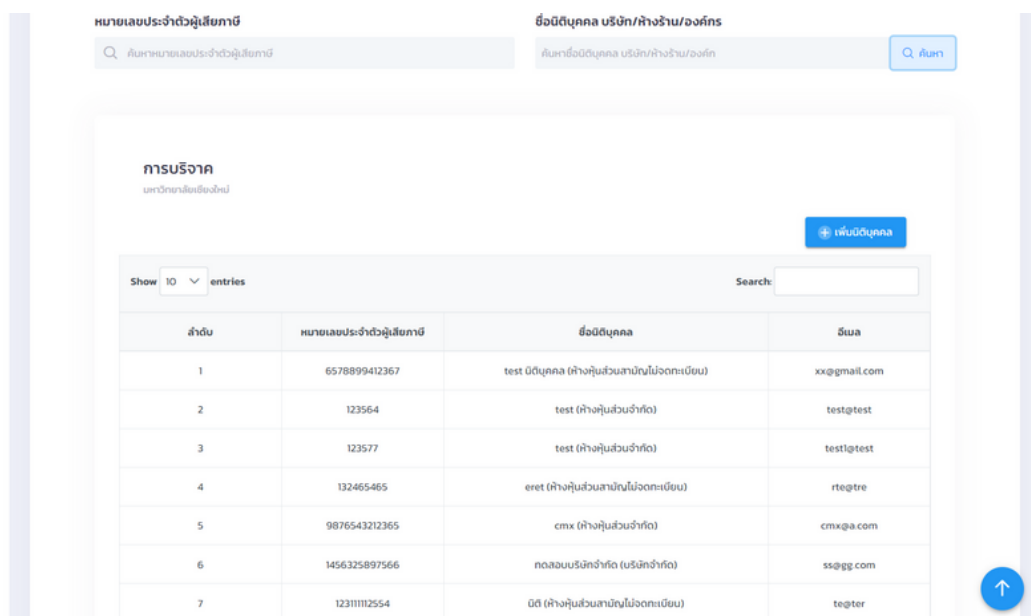 หมายเลขประจำตัวผู้เสียภาษี ชื่อนิติบุคคล บริษัท/ห้างร้าน/องค์กร
ค้นหาหมายเลขประจำตัวผู้เสียภาษี ค้นหาชื่อนิติบุคคล บริษัท/ห้างร้าน/องค์ก ค้นหา
การบริจาค
มหาวิทยาลัยเชียงใหม่
เพิ่มนิติบุคคล
Show 10 entries Search:
ลำดับ หมายเลขประจำตัวผู้เสียภาษี ชื่อนิติบุคคล อีเมล
1 6578899412367 test นิติบุคคล (ห้างหุ้นส่วนสามัญไม่จดทะเบียน) xx@gmail.com
2 123564 test (ห้างหุ้นส่วนจำกัด) test@test
3 123577 test (ห้างหุ้นส่วนจำกัด) test1@test
4 132465465 eret (ห้างหุ้นส่วนสามัญไม่จดทะเบียน) rte@tre
5 9876543212365 cmx (ห้างหุ้นส่วนจำกัด) cmx@a.com
6 1456325897566 ทดสอบบริษัทจำกัด (บริษัทจำกัด) ss@gg.com
7 1231111112554 นิติ (ห้างหุ้นส่วนสามัญไม่จดทะเบียน) te@ter